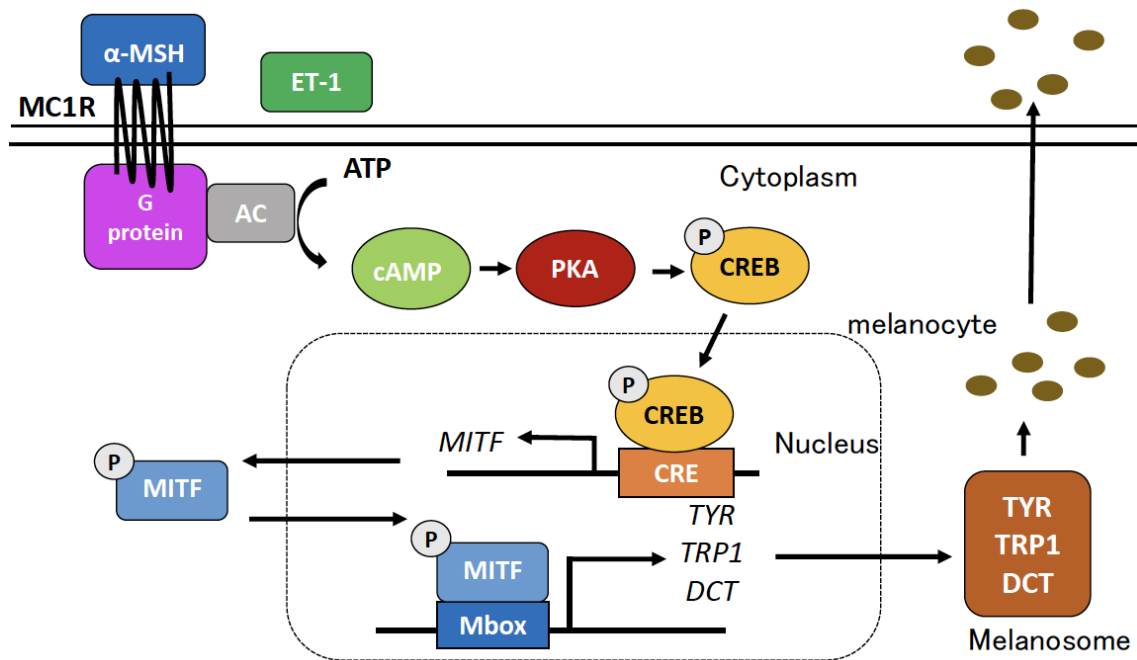 α-MSH
ET-1
MC1R
ATP
Cytoplasm
G
protein
AC
cAMP
PKA
P
CREB
melanocyte
P
CREB
MITF
CRE
Nucleus
P
MITF
TYR
TRP1
DCT
P
MITF
Mbox
TYR
TRP1
DCT
Melanosome